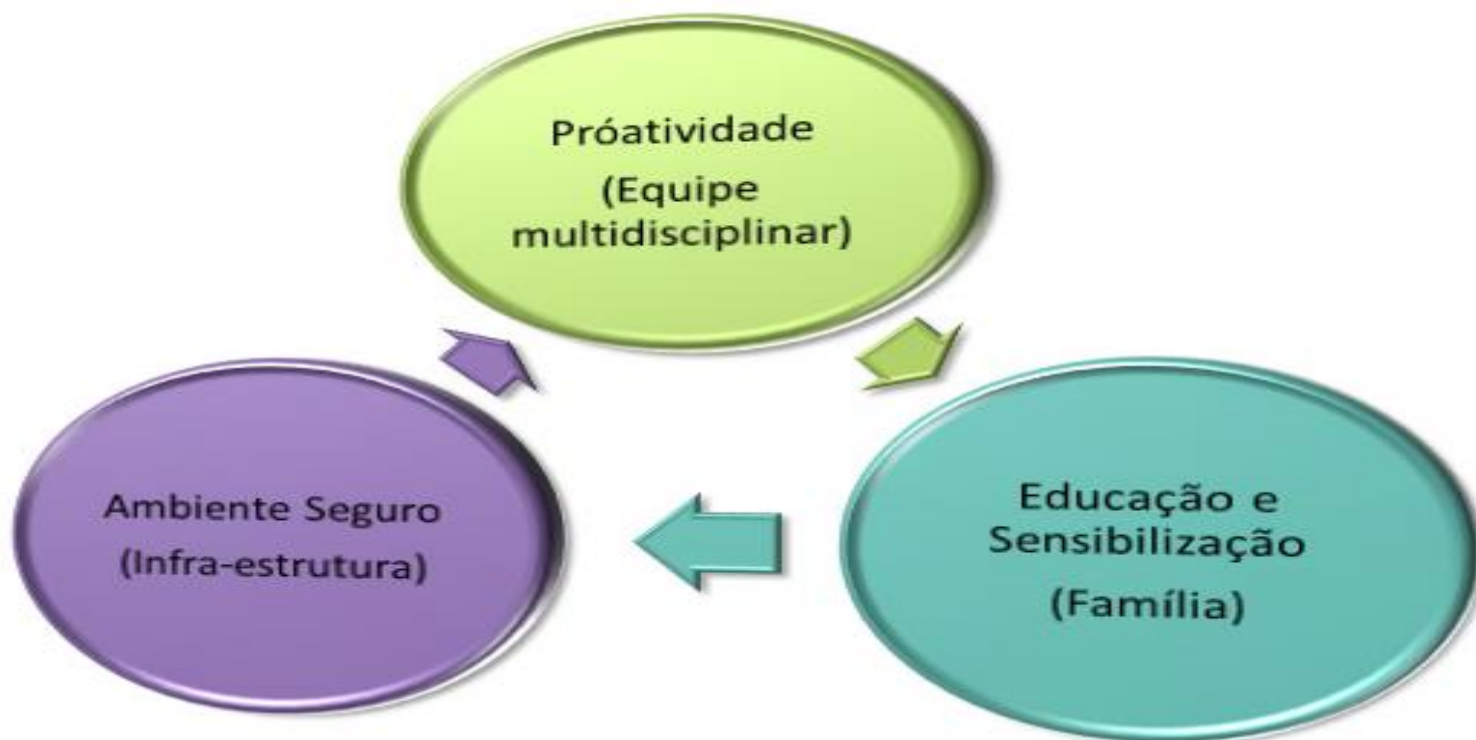 Próatividade
(Equipe
multidisciplinar)
Ambiente Seguro
(Infra-estrutura)
Educação e
Sensibilização
(Família)